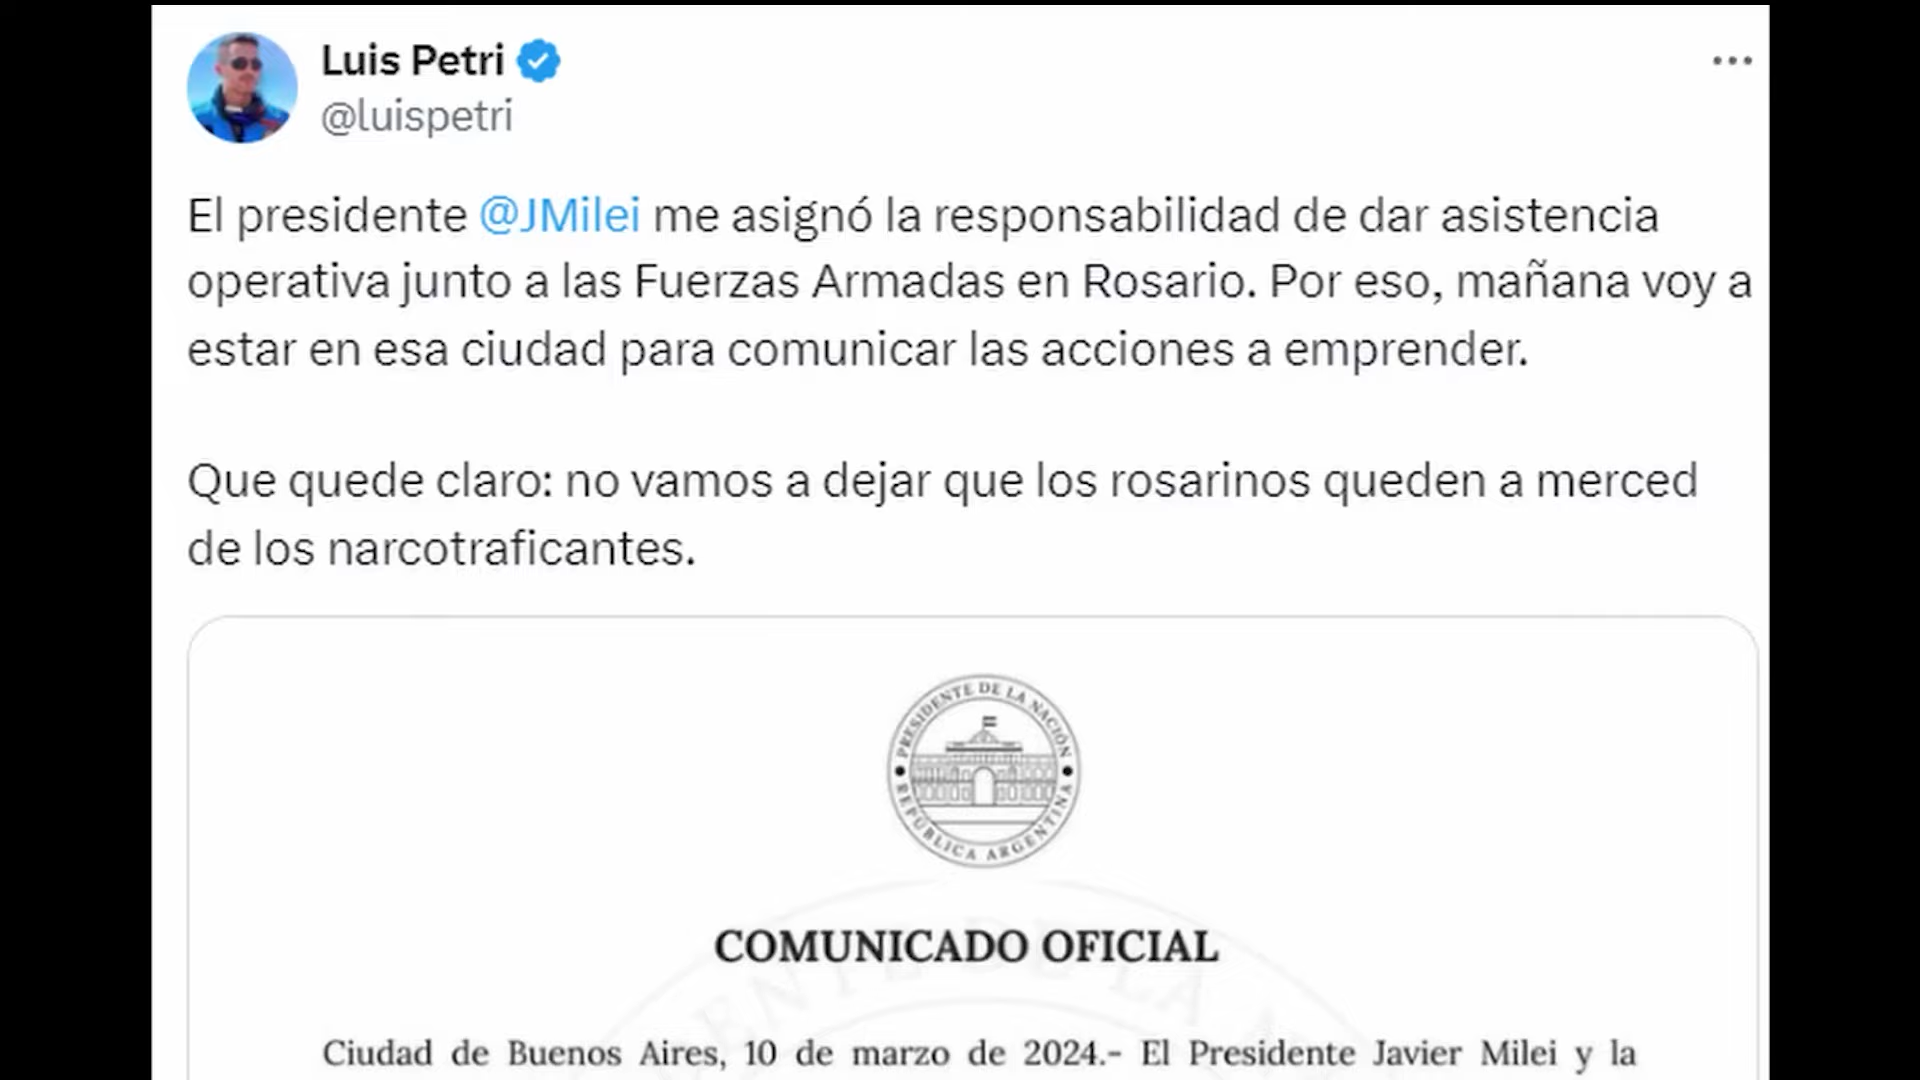 Luis Petri
@luispetri
El presidente @JMilei me asignó la responsabilidad de dar asistencia
operativa junto a las Fuerzas Armadas en Rosario. Por eso, mañana voy a
estar en esa ciudad para comunicar las acciones a emprender.
Que quede claro: no vamos a dejar que los rosarinos queden a merced
de los narcotraficantes.
PRESIDENTE DE LA NACIÓN
REPÚBLICA ARGENTINA
COMUNICADO OFICIAL
ENTE DE LA N
Ciudad de Buenos Aires, 10 de marzo de 2024.- El Presidente Javier Milei y la